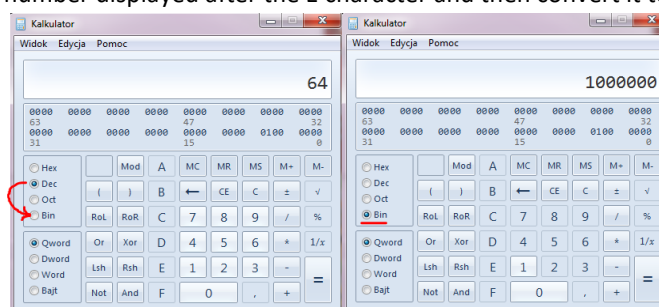 number displayed after the E character and then convert it t
Kalkulator
Widok Edycja Pomoc
64
0000 0000 0000 0000 0000 0000 0000 0000
63 47 32
0000 0000 0000 0000 0000 0000 0100 0000
31 15 0
Hex Mod A MC MR MS M+ M-
Dec
Oct ( ) B ← CE C ± √
Bin RoL RoR C 7 8 9 / %
Qword Or Xor D 4 5 6 * 1/x
Dword
Word Lsh Rsh E 1 2 3 - =
Bajt Not And F 0 , +
Kalkulator
Widok Edycja Pomoc
1000000
0000 0000 0000 0000 0000 0000 0000 0000
63 47 32
0000 0000 0000 0000 0000 0000 0100 0000
31 15 0
Hex Mod A MC MR MS M+ M-
Dec
Oct ( ) B ← CE C ± √
Bin RoL RoR C 7 8 9 / %
Qword Or Xor D 4 5 6 * 1/x
Dword
Word Lsh Rsh E 1 2 3 - =
Bajt Not And F 0 , +